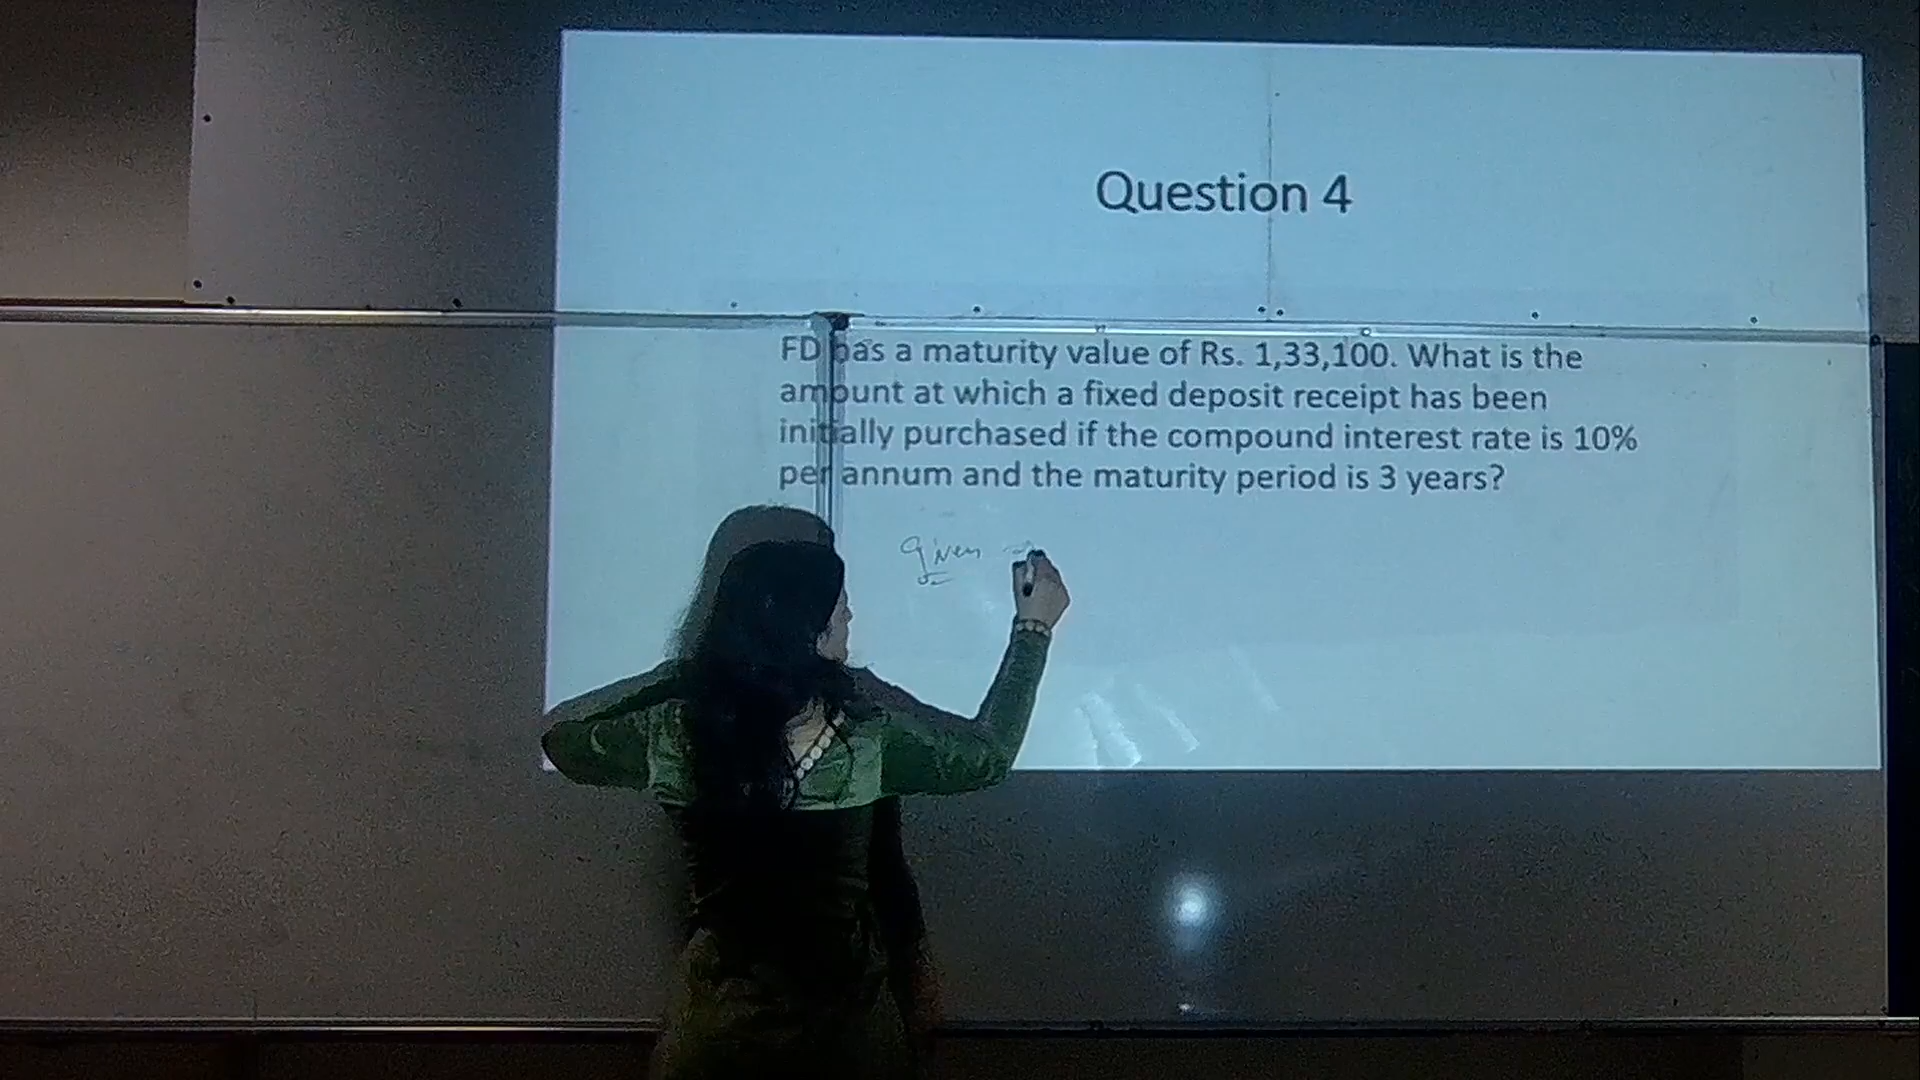 Question 4
FD has a maturity value of Rs. 1,33,100. What is the
amount at which a fixed deposit receipt has been
initially purchased if the compound interest rate is 10%
per annum and the maturity period is 3 years?
Given